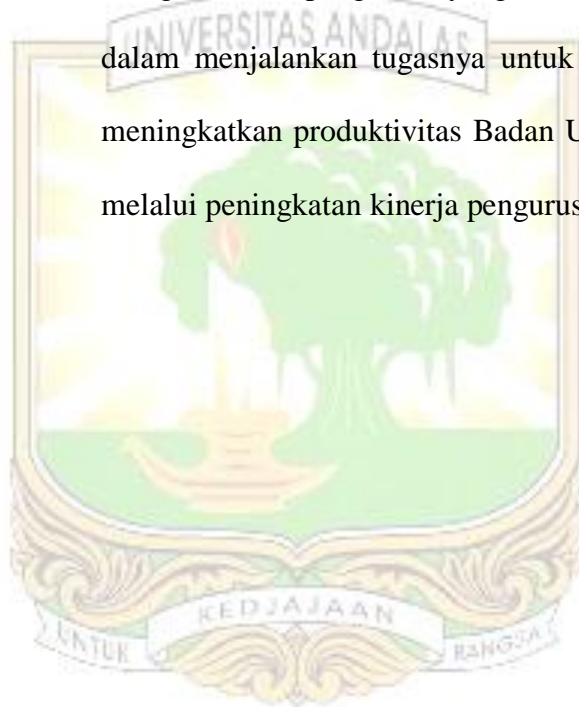 UNIVERSITAS ANDALAS
dalam menjalankan tugasnya untuk
meningkatkan produktivitas Badan U
melalui peningkatan kinerja pengurus
UNTUK KEDJAJAAN BANGSA